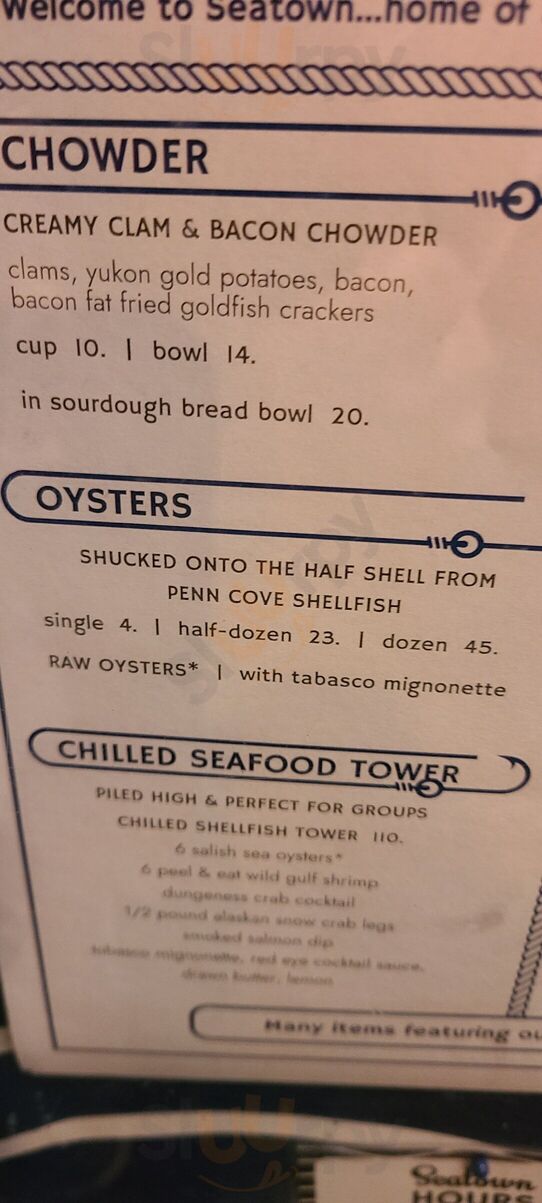 Welcome to Seatown...home of
CHOWDER
CREAMY CLAM & BACON CHOWDER
clams, yukon gold potatoes, bacon,
bacon fat fried goldfish crackers
cup 10. | bowl 14.
in sourdough bread bowl 20.
OYSTERS
SHUCKED ONTO THE HALF SHELL FROM
PENN COVE SHELLFISH
single 4. | half-dozen 23. | dozen 45.
RAW OYSTERS* | with tabasco mignonette
CHILLED SEAFOOD TOWER
PILED HIGH & PERFECT FOR GROUPS
CHILLED SHELLFISH TOWER 110.
6 salish sea oysters*
6 peel & eat wild gulf shrimp
dungeness crab cocktail
1/2 pound alaskan snow crab legs
smoked salmon dip
tabasco mignonette, red eye cocktail sauce,
drawn butter, lemon
Many items featuring ou
Seatown
HOURS
sluurpy
sluurpy
sluurpy